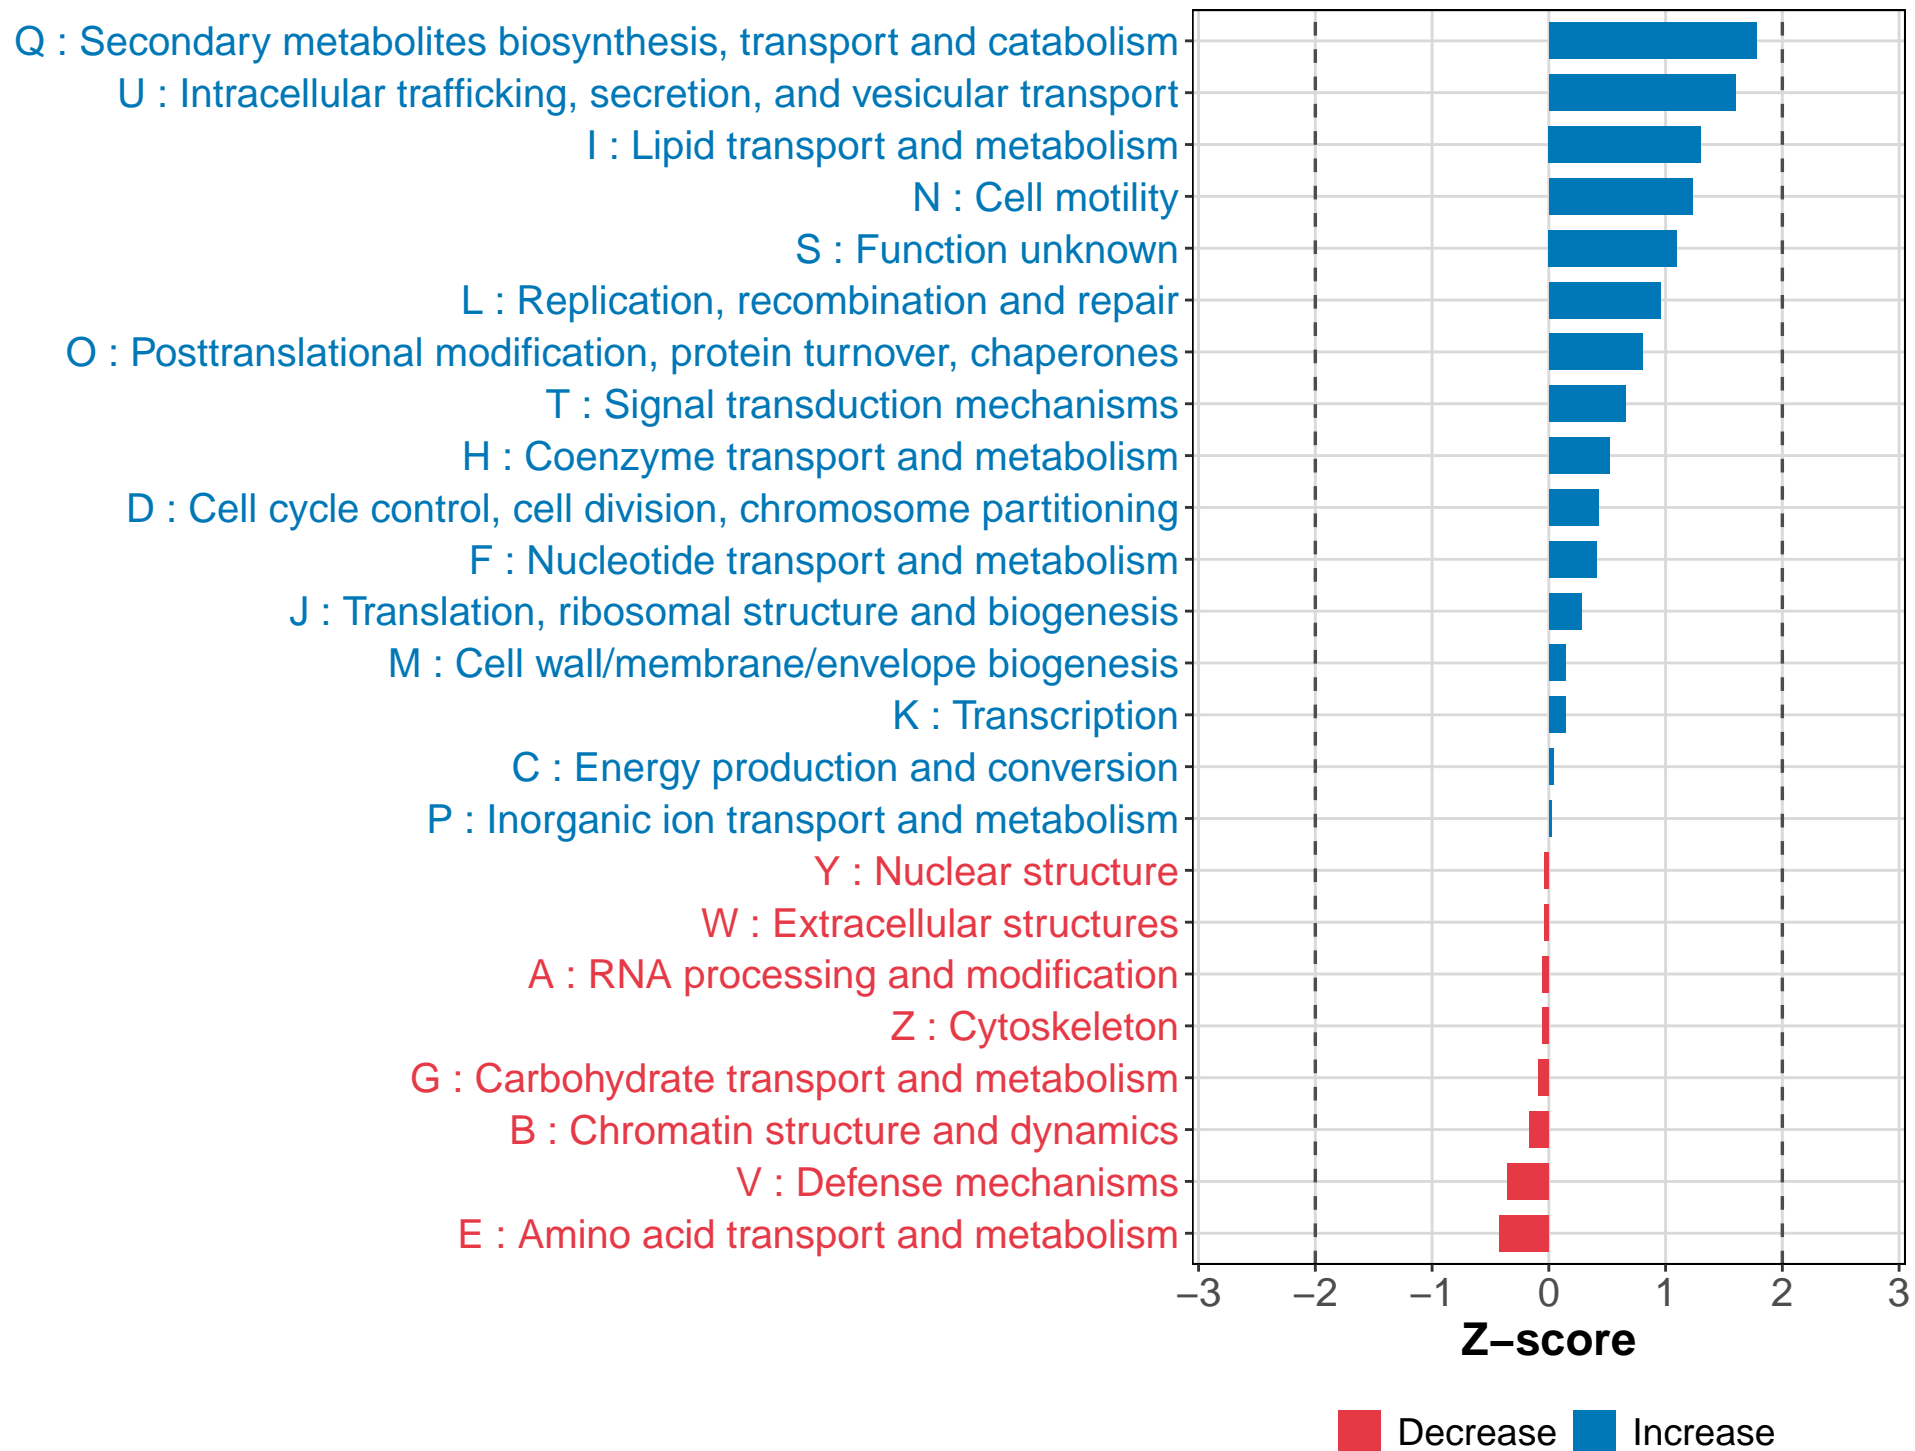 Q : Secondary metabolites biosynthesis, transport and catabolism
U : Intracellular trafficking, secretion, and vesicular transport
I : Lipid transport and metabolism
N : Cell motility
S : Function unknown
L : Replication, recombination and repair
O : Posttranslational modification, protein turnover, chaperones
T : Signal transduction mechanisms
H : Coenzyme transport and metabolism
D : Cell cycle control, cell division, chromosome partitioning
F : Nucleotide transport and metabolism
J : Translation, ribosomal structure and biogenesis
M : Cell wall/membrane/envelope biogenesis
K : Transcription
C : Energy production and conversion
P : Inorganic ion transport and metabolism
Y : Nuclear structure
W : Extracellular structures
A : RNA processing and modification
Z : Cytoskeleton
G : Carbohydrate transport and metabolism
B : Chromatin structure and dynamics
V : Defense mechanisms
E : Amino acid transport and metabolism
−3 −2 −1 0 1 2 3
Z−score
Decrease Increase